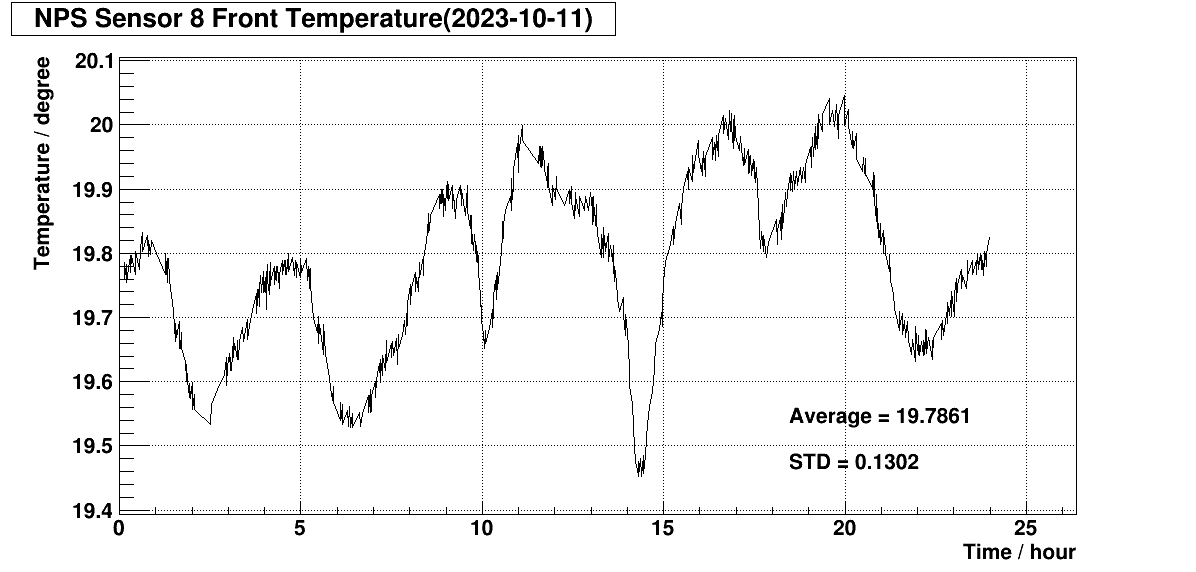 NPS Sensor 8 Front Temperature(2023-10-11)
Temperature / degree
20.1
20
19.9
19.8
19.7
19.6
19.5
19.4
Average = 19.7861
STD = 0.1302
0 5 10 15 20 25
Time / hour